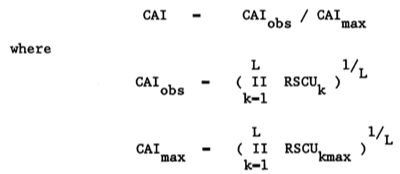 CAI = CAI_obs / CAI_max
where
CAI_obs = ( L II k=1 RSCU_k ) ^1/L
CAI_max = ( L II k=1 RSCU_kmax ) ^1/L